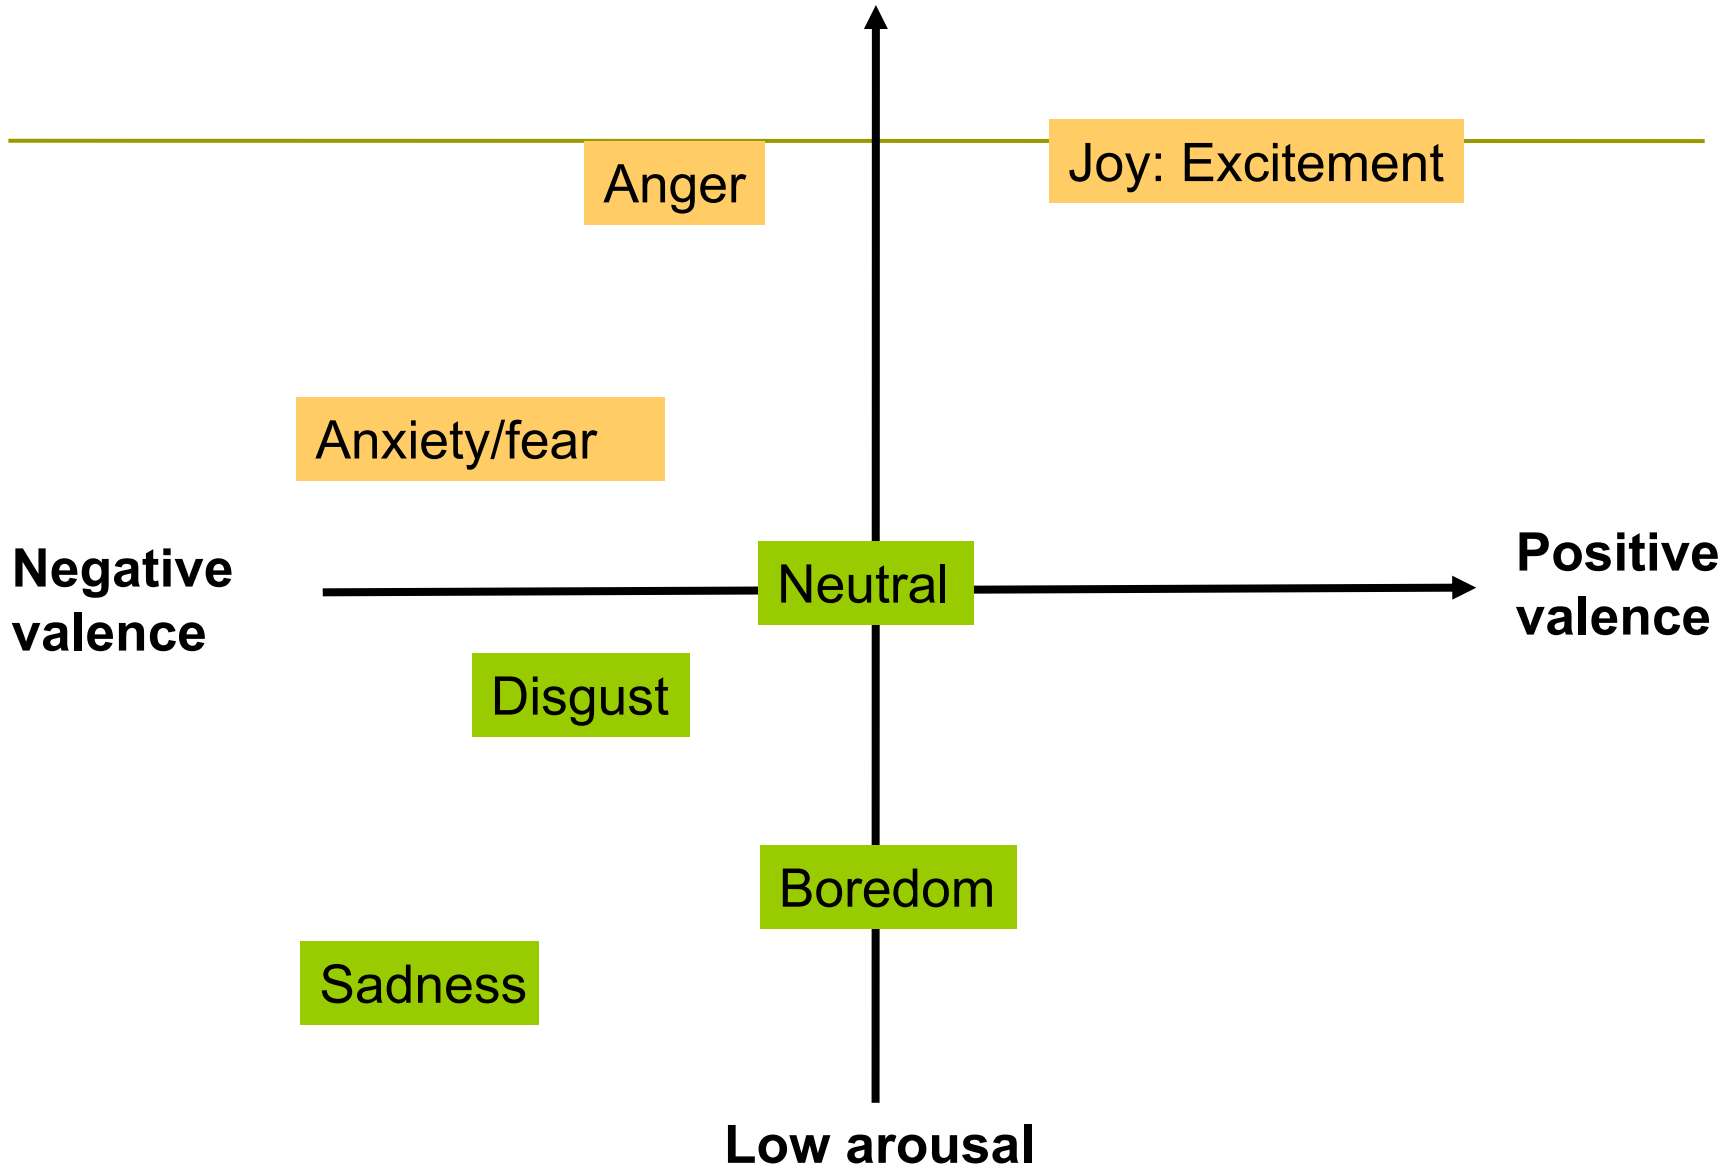 Joy: Excitement
Anger
Anxiety/fear
Negative
valence
Neutral
Positive
valence
Disgust
Boredom
Sadness
Low arousal